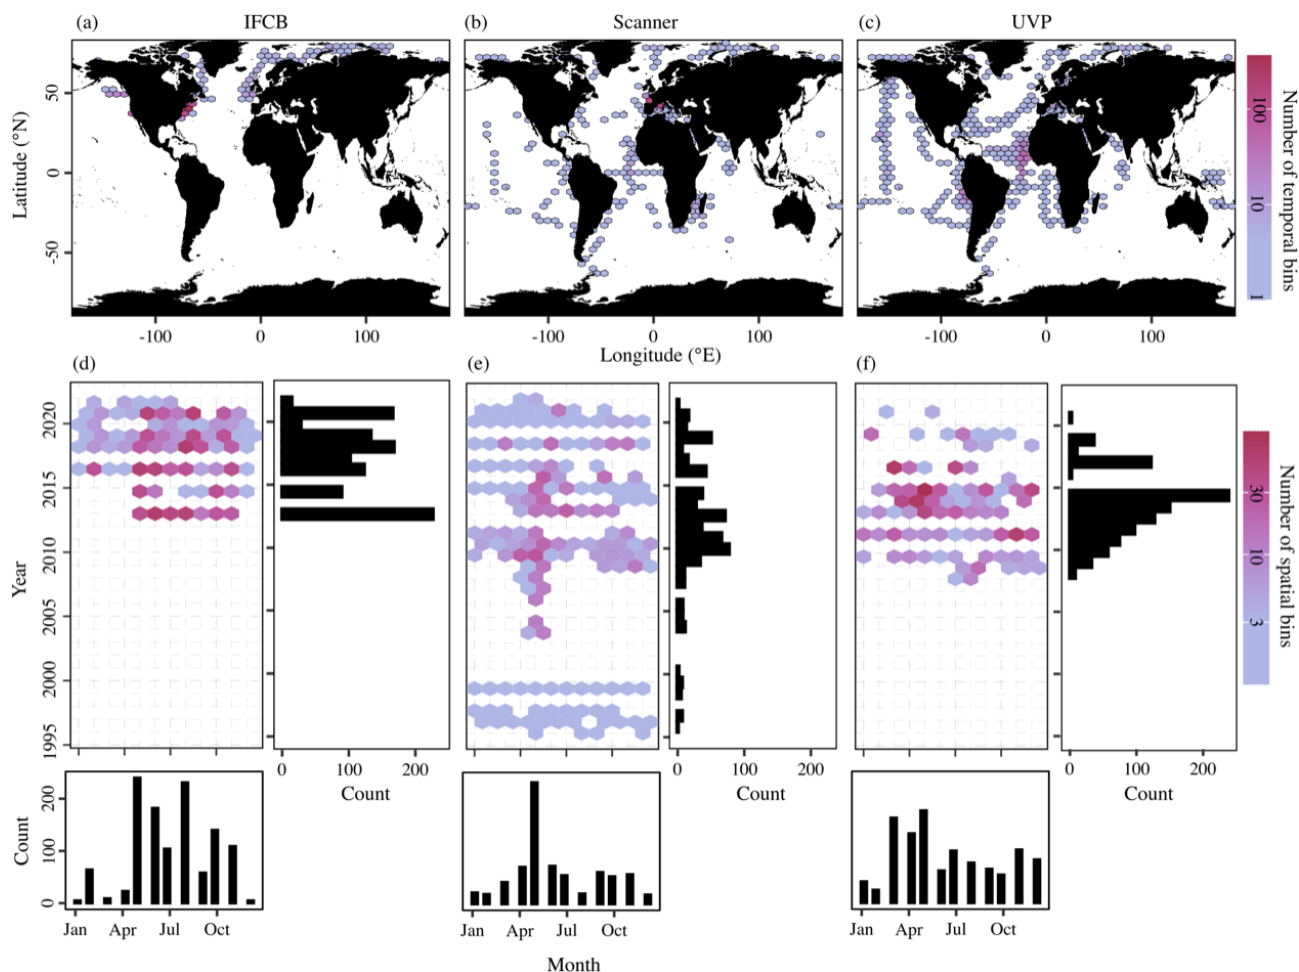 (a) IFCB (b) Scanner (c) UVP
50
0
-50
Latitude (°N)
-100 0 100 -100 0 100 -100 0 100
Longitude (°E)
100
10
1
Number of temporal bins
(d) (e) (f)
2020
2015
2010
2005
2000
1995
Year
0 100 200 0 100 200 0 100 200
Count Count Count
30
10
3
Number of spatial bins
200
100
0
Count
Jan Apr Jul Oct Jan Apr Jul Oct Jan Apr Jul Oct
Month